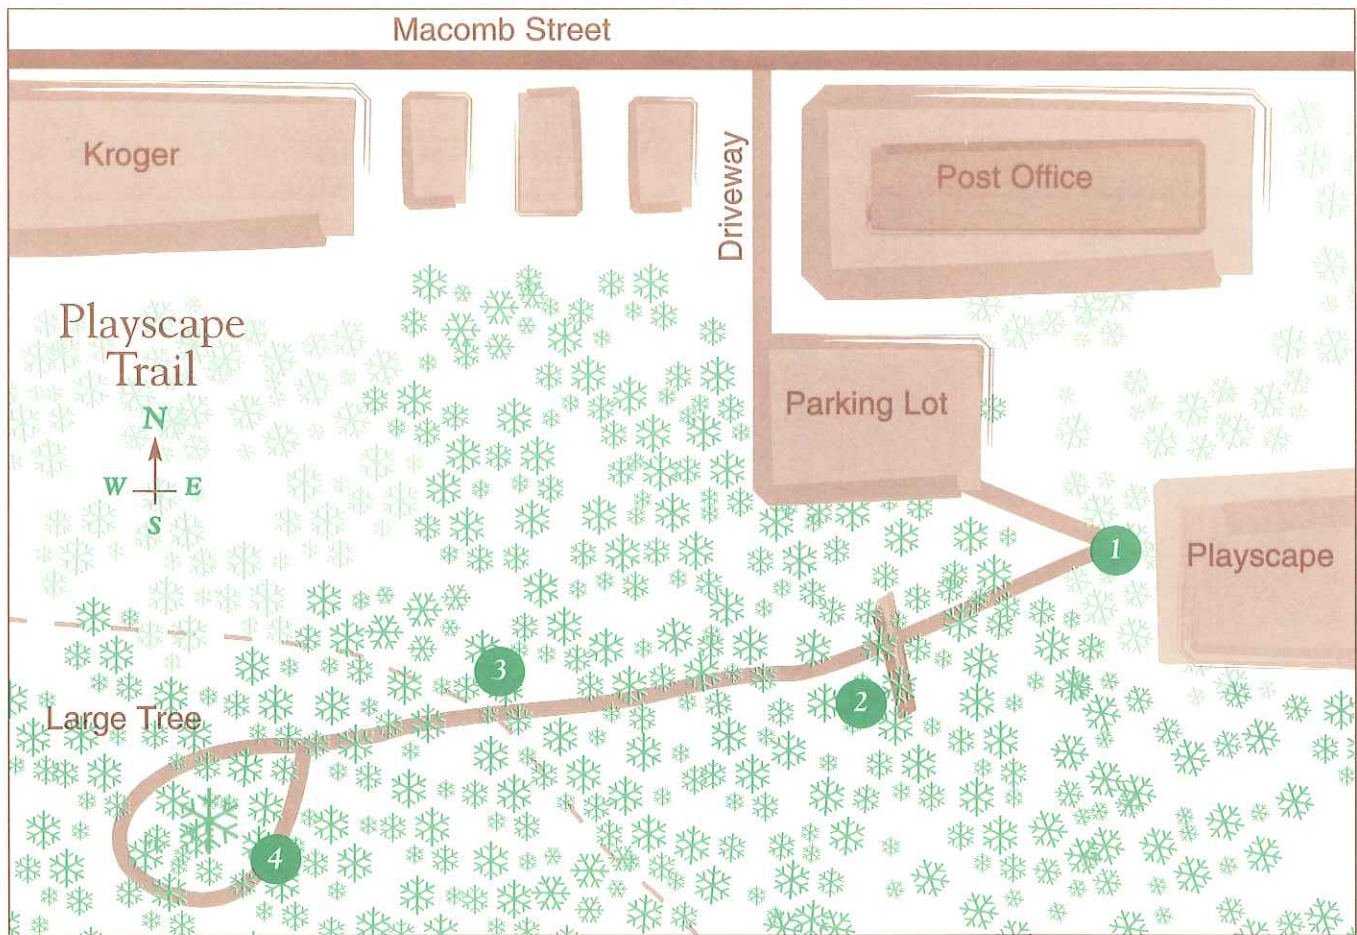 Macomb Street
Kroger
Driveway
Post Office
Playscape
Trail
N
W E
S
Parking Lot
1
Playscape
3
2
Large Tree
4